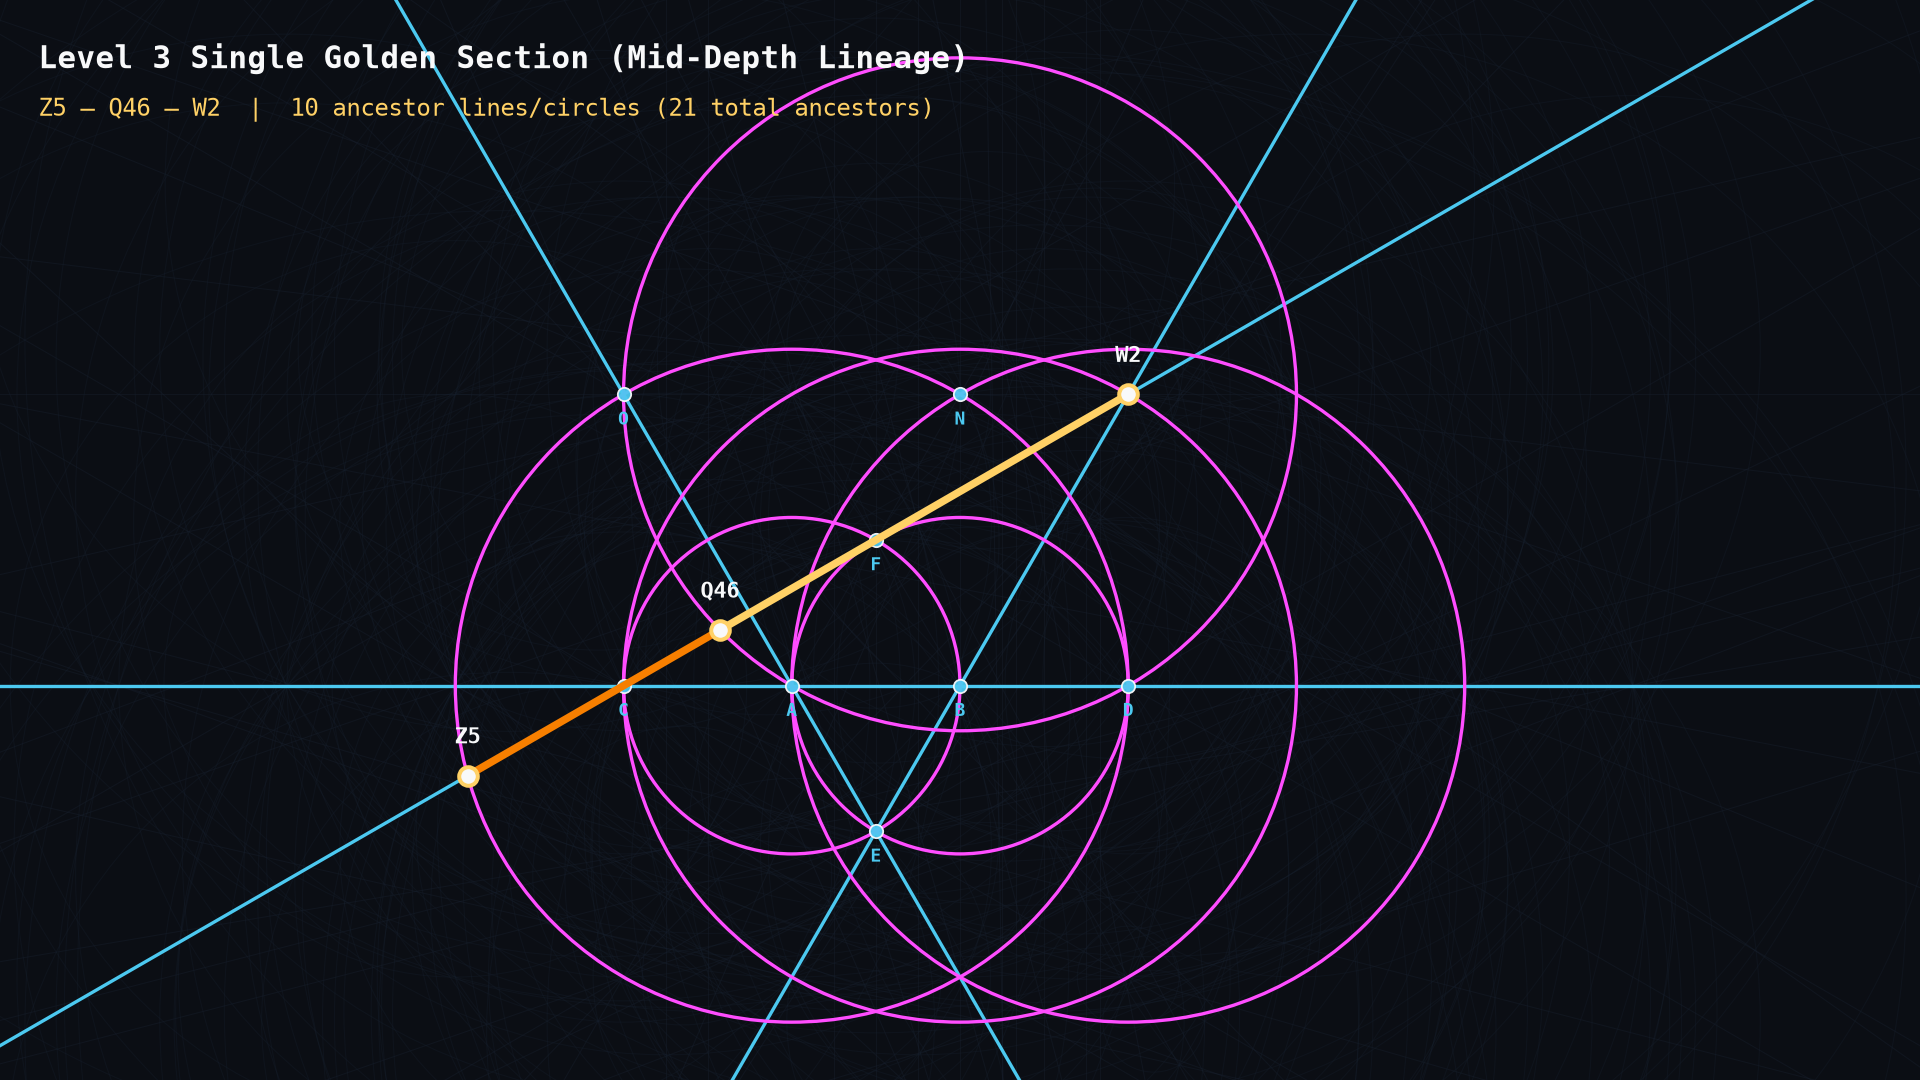 Level 3 Single Golden Section (Mid-Depth Lineage)
Z5 — Q46 — W2 | 10 ancestor lines/circles (21 total ancestors)
W2
O
N
F
Q46
C
A
B
D
Z5
E